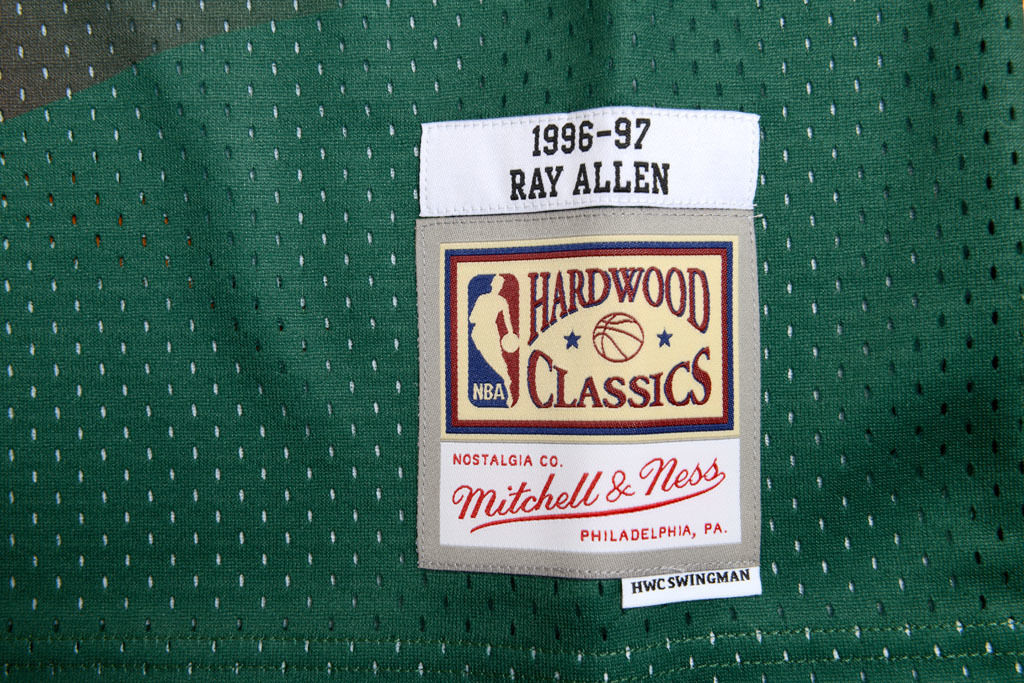 1996-97
RAY ALLEN
HARDWOOD
NBA
CLASSICS
NOSTALGIA CO.
Mitchell & Ness
PHILADELPHIA, PA.
HWC SWINGMAN